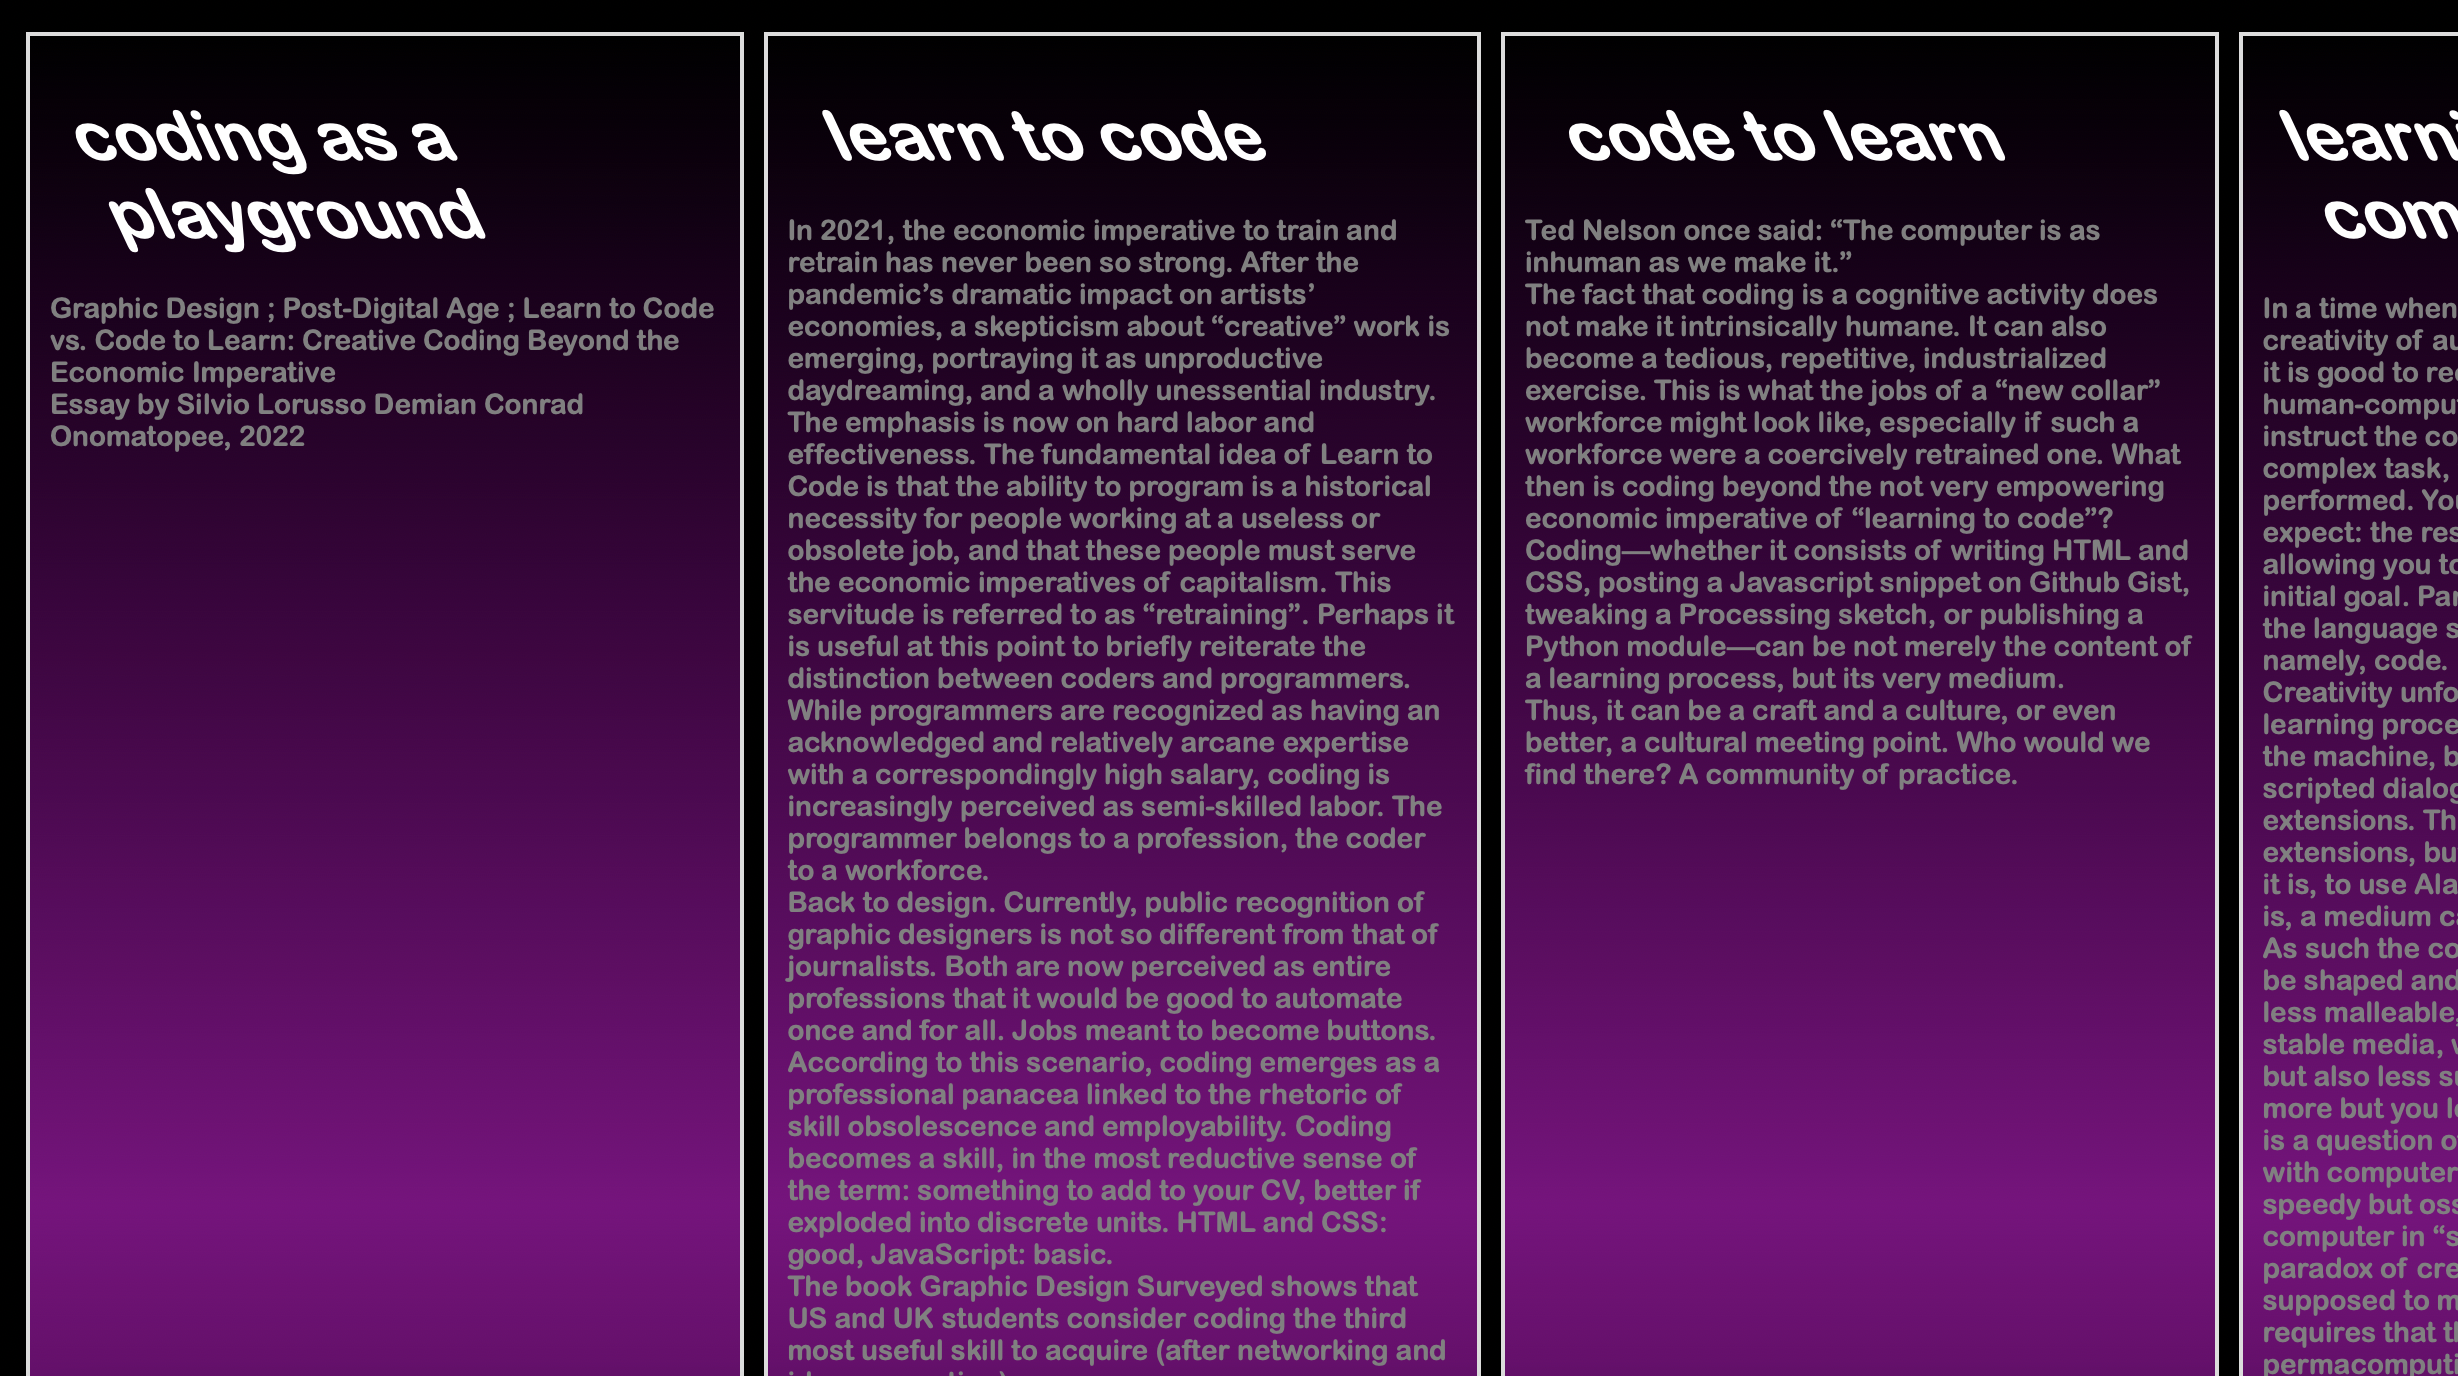 coding as a
playground
Graphic Design ; Post-Digital Age ; Learn to Code
vs. Code to Learn: Creative Coding Beyond the
Economic Imperative
Essay by Silvio Lorusso Demian Conrad
Onomatopee, 2022
learn to code
In 2021, the economic imperative to train and
retrain has never been so strong. After the
pandemic’s dramatic impact on artists’
economies, a skepticism about “creative” work is
emerging, portraying it as unproductive
daydreaming, and a wholly unessential industry.
The emphasis is now on hard labor and
effectiveness. The fundamental idea of Learn to
Code is that the ability to program is a historical
necessity for people working at a useless or
obsolete job, and that these people must serve
the economic imperatives of capitalism. This
servitude is referred to as “retraining”. Perhaps it
is useful at this point to briefly reiterate the
distinction between coders and programmers.
While programmers are recognized as having an
acknowledged and relatively arcane expertise
with a correspondingly high salary, coding is
increasingly perceived as semi-skilled labor. The
programmer belongs to a profession, the coder
to a workforce.
Back to design. Currently, public recognition of
graphic designers is not so different from that of
journalists. Both are now perceived as entire
professions that it would be good to automate
once and for all. Jobs meant to become buttons.
According to this scenario, coding emerges as a
professional panacea linked to the rhetoric of
skill obsolescence and employability. Coding
becomes a skill, in the most reductive sense of
the term: something to add to your CV, better if
exploded into discrete units. HTML and CSS:
good, JavaScript: basic.
The book Graphic Design Surveyed shows that
US and UK students consider coding the third
most useful skill to acquire (after networking and
code to learn
Ted Nelson once said: “The computer is as
inhuman as we make it.”
The fact that coding is a cognitive activity does
not make it intrinsically humane. It can also
become a tedious, repetitive, industrialized
exercise. This is what the jobs of a “new collar”
workforce might look like, especially if such a
workforce were a coercively retrained one. What
then is coding beyond the not very empowering
economic imperative of “learning to code”?
Coding—whether it consists of writing HTML and
CSS, posting a Javascript snippet on Github Gist,
tweaking a Processing sketch, or publishing a
Python module—can be not merely the content of
a learning process, but its very medium.
Thus, it can be a craft and a culture, or even
better, a cultural meeting point. Who would we
find there? A community of practice.
In a time when
creativity of
it is good to
human-compu
instruct the
complex task,
performed.
expect: the
allowing you
initial goal.
the language
namely, code.
Creativity
learning
the machine,
scripted
extensions.
extensions,
it is, to use
is, a medium
As such the
be shaped and
less malleable,
stable media,
but also less
more but you
is a question
with computer
speedy but
computer in
paradox of
supposed to
requires that